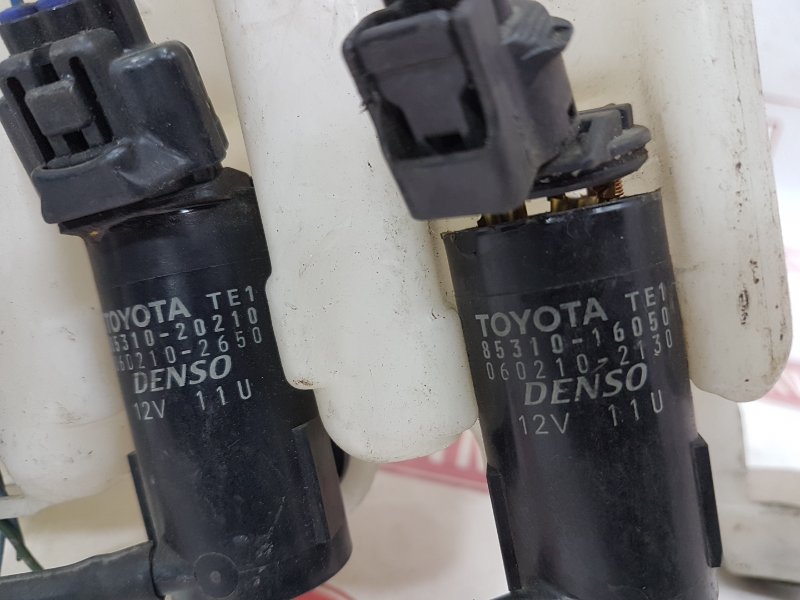 TOYOTA TE1
85310-20210
060210-2650
DENSO
12V 11U
TOYOTA TE1
85310-16050
060210-2130
DENSO
12V 11U